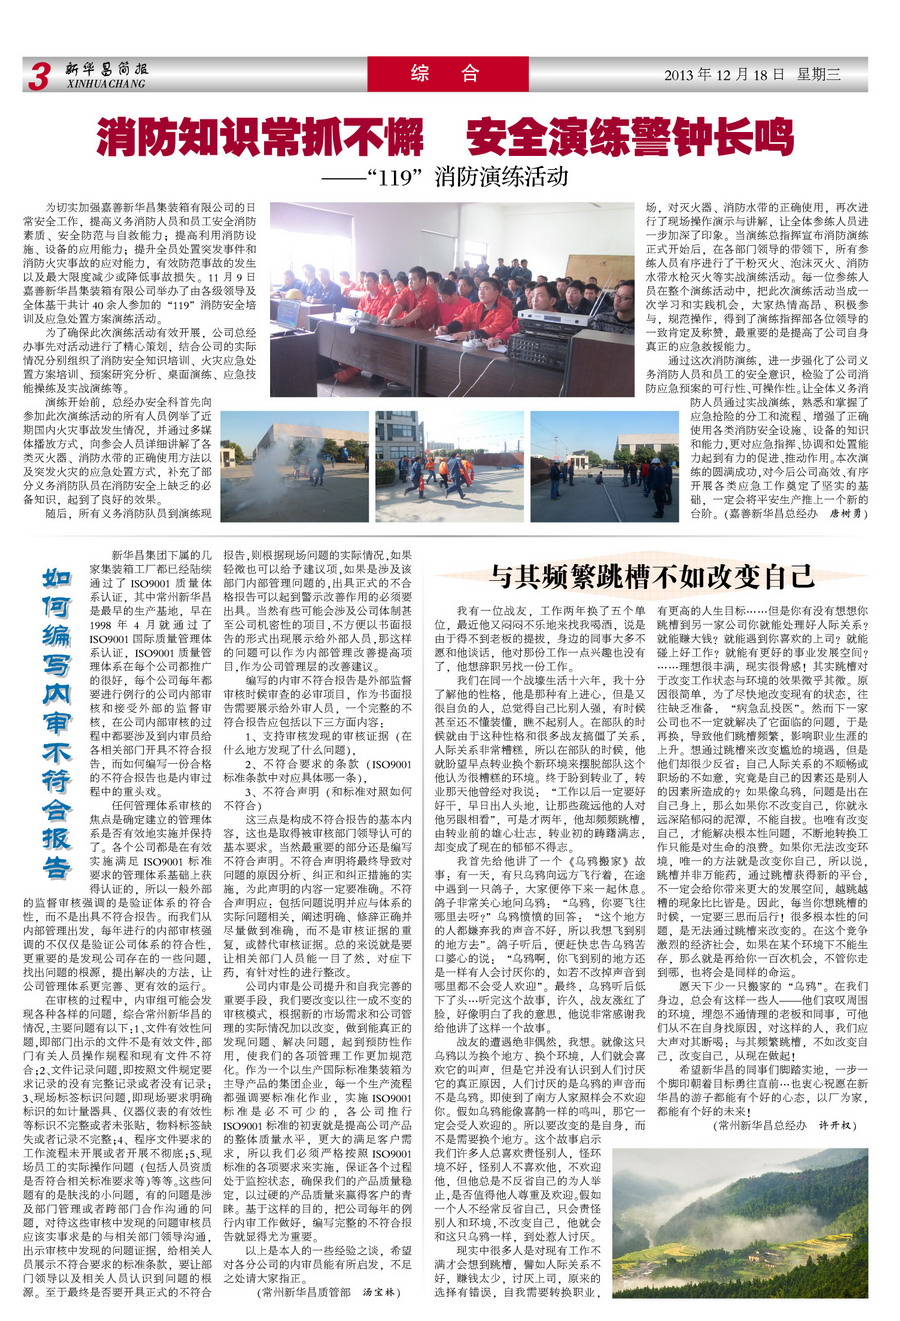 3
新华昌简报
XINHUACHANG
综 合
2013 年 12 月 18 日 星期三
消防知识常抓不懈 安全演练警钟长鸣
——“119”消防演练活动
为切实加强嘉善新华昌集装箱有限公司的日
常安全工作，提高义务消防人员和员工安全消防
素质、安全防范与自救能力；提高利用消防设
施、设备的应用能力；提升全员处置突发事件和
消防火灾事故的应对能力，有效防范事故的发生
以及最大限度减少或降低事故损失。11 月 9 日
嘉善新华昌集装箱有限公司举办了由各级领导及
全体基干共计 40 余人参加的“119”消防安全培
训及应急处置方案演练活动。
为了确保此次演练活动有效开展，公司总经
办事先对活动进行了精心策划，结合公司的实际
情况分别组织了消防安全知识培训、火灾应急处
置方案培训、预案研究分析、桌面演练、应急技
能操练及实战演练等。
演练开始前，总经办安全科首先向
参加此次演练活动的所有人员例举了近
期国内火灾事故发生情况，并通过多媒
体播放方式，向参会人员详细讲解了各
类灭火器、消防水带的正确使用方法以
及突发火灾的应急处置方式，补充了部
分义务消防队员在消防安全上缺乏的必
备知识，起到了良好的效果。
随后，所有义务消防队员到演练现
场，对灭火器、消防水带的正确使用，再次进
行了现场操作演示与讲解，让全体参练人员进
一步加深了印象。当演练总指挥宣布消防演练
正式开始后，在各部门领导的带领下，所有参
练人员有序进行了干粉灭火、泡沫灭火、消防
水带水枪灭火等实战演练活动。每一位参练人
员在整个演练活动中，把此次演练活动当成一
次学习和实践机会，大家热情高昂、积极参
与，规范操作，得到了演练指挥部各位领导的
一致肯定及称赞，最重要的是提高了公司自身
真正的应急救援能力。
通过这次消防演练，进一步强化了公司义
务消防人员和员工的安全意识，检验了公司消
防应急预案的可行性、可操作性。让全体义务消
防人员通过实战演练，熟悉和掌握了
应急抢险的分工和流程、增强了正确
使用各类消防安全设施、设备的知识
和能力，更对应急指挥、协调和处置能
力起到有力的促进、推动作用。本次演
练的圆满成功，对今后公司高效、有序
开展各类应急工作奠定了坚实的基
础，一定会将平安生产推上一个新的
台阶。（嘉善新华昌总经办 唐树勇）
如何编写内审不符合报告
新华昌集团下属的几
家集装箱工厂都已经陆续
通过了 ISO9001 质量体
系认证，其中常州新华昌
是最早的生产基地，早在
1998 年 4 月就通过了
ISO9001 国际质量管理体
系认证，ISO9001 质量管
理体系在每个公司都推广
的很好，每个公司每年都
要进行例行的公司内部审
核和接受外部的监督审
核，在公司内部审核的过
程中都要涉及到内审员给
各相关部门开具不符合报
告，而如何编写一份合格
的不符合报告也是内审过
程中的重头戏。
任何管理体系审核的
焦点是确定建立的管理体
系是否有效地实施并保持
了。各个公司都是在有效
实施满足 ISO9001 标准
要求的管理体系基础上获
得认证的，所以一般外部
的监督审核强调的是验证体系的符合
性，而不是出具不符合报告。而我们从
内部管理出发，每年进行的内部审核强
调的不仅仅是验证公司体系的符合性，
更重要的是发现公司存在的一些问题，
找出问题的根源，提出解决的方法，让
公司管理体系更完善、更有效的运行。
在审核的过程中，内审组可能会发
现各种各样的问题，综合常州新华昌的
情况，主要问题有以下：1、文件有效性问
题，即部门出示的文件不是有效文件，部
门有关人员操作规程和现有文件不符
合；2、文件记录问题，即按照文件规定要
求记录的没有完整记录或者没有记录；
3、现场标签标识问题，即现场要求明确
标识的如计量器具、仪器仪表的有效性
等标识不完整或者未张贴，物料标签缺
失或者记录不完整；4、程序文件要求的
工作流程未开展或者开展不彻底；5、现
场员工的实际操作问题（包括人员资质
是否符合相关标准要求等）等等。这些问
题有的是肤浅的小问题，有的问题是涉
及部门管理或者跨部门合作沟通的问
题，对待这些审核中发现的问题审核员
应该实事求是的与相关部门领导沟通，
出示审核中发现的问题证据，给相关人
员展示不符合要求的标准条款，要让部
门领导以及相关人员认识到问题的根
源。至于最终是否要开具正式的不符合
报告，则根据现场问题的实际情况，如果
轻微也可以给予建议项，如果是涉及该
部门内部管理问题的，出具正式的不合
格报告可以起到警示改善作用的必须要
出具。当然有些可能会涉及公司体制甚
至公司机密性的项目，不方便以书面报
告的形式出现展示给外部人员，那这样
的问题可以作为内部管理改善提高项
目，作为公司管理层的改善建议。
编写的内审不符合报告是外部监督
审核时候审查的必审项目，作为书面报
告需要展示给外审人员，一个完整的不
符合报告应包括以下三方面内容：
1、支持审核发现的审核证据（在
什么地方发现了什么问题），
2、不符合要求的条款（ISO9001
标准条款中对应具体哪一条），
3、不符合声明（和标准对照如何
不符合）
这三点是构成不符合报告的基本内
容，这也是取得被审核部门领导认可的
基本要求。当然最重要的部分还是编写
不符合声明。不符合声明将最终导致对
问题的原因分析、纠正和纠正措施的实
施，为此声明的内容一定要准确。不符
合声明应：包括问题说明并应与体系的
实际问题相关，阐述明确、修辞正确并
尽量做到准确，而不是审核证据的重
复，或替代审核证据。总的来说就是要
让相关部门人员能一目了然，对症下
药，有针对性的进行整改。
公司内审是公司提升和自我完善的
重要手段，我们要改变以往一成不变的
审核模式，根据新的市场需求和公司管
理的实际情况加以改变，做到能真正的
发现问题、解决问题，起到预防性作
用，使我们的各项管理工作更加规范
化。作为一个以生产国际标准集装箱为
主导产品的集团企业，每一个生产流程
都强调要标准化作业，实施 ISO9001
标准是必不可少的，各公司推行
ISO9001 标准的初衷就是提高公司产品
的整体质量水平，更大的满足客户需
求，所以我们必须严格按照 ISO9001
标准的各项要求来实施，保证各个过程
处于监控状态，确保我们的产品质量稳
定，以过硬的产品质量来赢得客户的青
睐。基于这样的目的，把公司每年的例
行内审工作做好，编写完整的不符合报
告就显得尤为重要。
以上是本人的一些经验之谈，希望
对各分公司的内审员能有所启发，不足
之处请大家指正。
（常州新华昌质管部 汤宝林）
与其频繁跳槽不如改变自己
我有一位战友，工作两年换了五个单
位，最近他又闷闷不乐地来找我喝酒，说是
由于得不到老板的提拔，身边的同事大多不
愿和他谈话，他对那份工作一点兴趣也没有
了，他想辞职另找一份工作。
我们在同一个战壕生活十六年，我十分
了解他的性格，他是那种有上进心，但是又
很自负的人，总觉得自己比别人强，有时候
甚至还不懂装懂，瞧不起别人。在部队的时
候就由于这种性格和很多战友搞僵了关系，
人际关系非常糟糕，所以在部队的时候，他
就盼望早点转业换个新环境来摆脱部队这个
他认为很糟糕的环境。终于盼到转业了，转
业那天他曾经对我说：“工作以后一定要好
好干，早日出人头地，让那些疏远他的人对
他另眼相看”，可是才两年，他却频频跳槽，
由转业前的雄心壮志，转业初的踌躇满志，
却变成了现在的郁郁不得志。
我首先给他讲了一个《乌鸦搬家》故
事：有一天，有只乌鸦向远方飞行着，在途
中遇到一只鸽子，大家便停下来一起休息。
鸽子非常关心地问乌鸦：“乌鸦，你要飞往
哪里去呀？”乌鸦愤愤的回答：“这个地方
的人都嫌弃我的声音不好，所以我想飞到别
的地方去”。鸽子听后，便赶快忠告乌鸦苦
口婆心的说：“乌鸦啊，你飞到别的地方还
是一样有人会讨厌你的，如若不改掉声音到
哪里都不会受人欢迎”。最终，乌鸦听后低
下了头…听完这个故事，许久，战友涨红了
脸，好像明白了我的意思，他说非常感谢我
给他讲了这样一个故事。
战友的遭遇绝非偶然，我想。就像这只
乌鸦以为换个地方、换个环境，人们就会喜
欢它的叫声，但是它并没有认识到人们讨厌
它的真正原因，人们讨厌的是乌鸦的声音而
不是乌鸦。即使到了南方人家照样会不欢迎
你。假如乌鸦能像喜鹊一样的鸣叫，那它一
定会受人欢迎的。所以要改变的是自身，而
不是需要换个地方。这个故事启示
我们许多人总喜欢责怪别人，怪环
境不好，怪别人不喜欢他，不欢迎
他，但他总是不反省自己的为人举
止，是否值得他人尊重及欢迎。假如
一个人不经常反省自己，只会责怪
别人和环境，不改变自己，他就会
和这只乌鸦一样，到处惹人讨厌。
现实中很多人是对现有工作不
满才会想到跳槽，譬如人际关系不
好，赚钱太少，讨厌上司，原来的
选择有错误，自我需要转换职业，
有更高的人生目标……但是你有没有想想你
跳槽到另一家公司你就能处理好人际关系？
就能赚大钱？就能遇到你喜欢的上司？就能
碰上好工作？就能有更好的事业发展空间？
……理想很丰满，现实很骨感！其实跳槽对
于改变工作状态与环境的效果微乎其微。原
因很简单，为了尽快地改变现有的状态，往
往缺乏准备，“病急乱投医”。然而下一家
公司也不一定就解决了它面临的问题，于是
再换，导致他们跳槽频繁，影响职业生涯的
上升。想通过跳槽来改变尴尬的境遇，但是
他们却很少反省：自己人际关系的不顺畅或
职场的不如意，究竟是自己的因素还是别人
的因素所造成的？如果像乌鸦，问题是出在
自己身上，那么如果你不改变自己，你就永
远深陷郁闷的泥潭，不能自拔。也唯有改变
自己，才能解决根本性问题，不断地转换工
作只能是对生命的浪费。如果你无法改变环
境，唯一的方法就是改变你自己，所以说，
跳槽并非万能药，通过跳槽获得新的平台，
不一定会给你带来更大的发展空间，越跳越
槽的现象比比皆是。因此，每当你想跳槽的
时候，一定要三思而后行！很多根本性的问
题，是无法通过跳槽来改变的。在这个竞争
激烈的经济社会，如果在某个环境下不能生
存，那么就是再给你一百次机会，不管你走
到哪，也将会是同样的命运。
愿天下少一只搬家的“乌鸦”。在我们
身边，总会有这样一些人——他们哀叹周围
的环境，埋怨不通情理的老板和同事，可他
们从不在自身找原因，对这样的人，我们应
大声对其断喝：与其频繁跳槽，不如改变自
己，改变自己，从现在做起！
希望新华昌的同事们脚踏实地，一步一
个脚印朝着目标勇往直前…也衷心祝愿在新
华昌的游子都能有个好的心态，以厂为家，
都能有个好的未来！
（常州新华昌总经办 许开权）